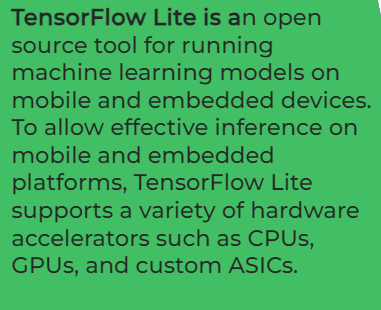 TensorFlow Lite is an open
source tool for running
machine learning models on
mobile and embedded devices.
To allow effective inference on
mobile and embedded
platforms, TensorFlow Lite
supports a variety of hardware
accelerators such as CPUs,
GPUs, and custom ASICs.